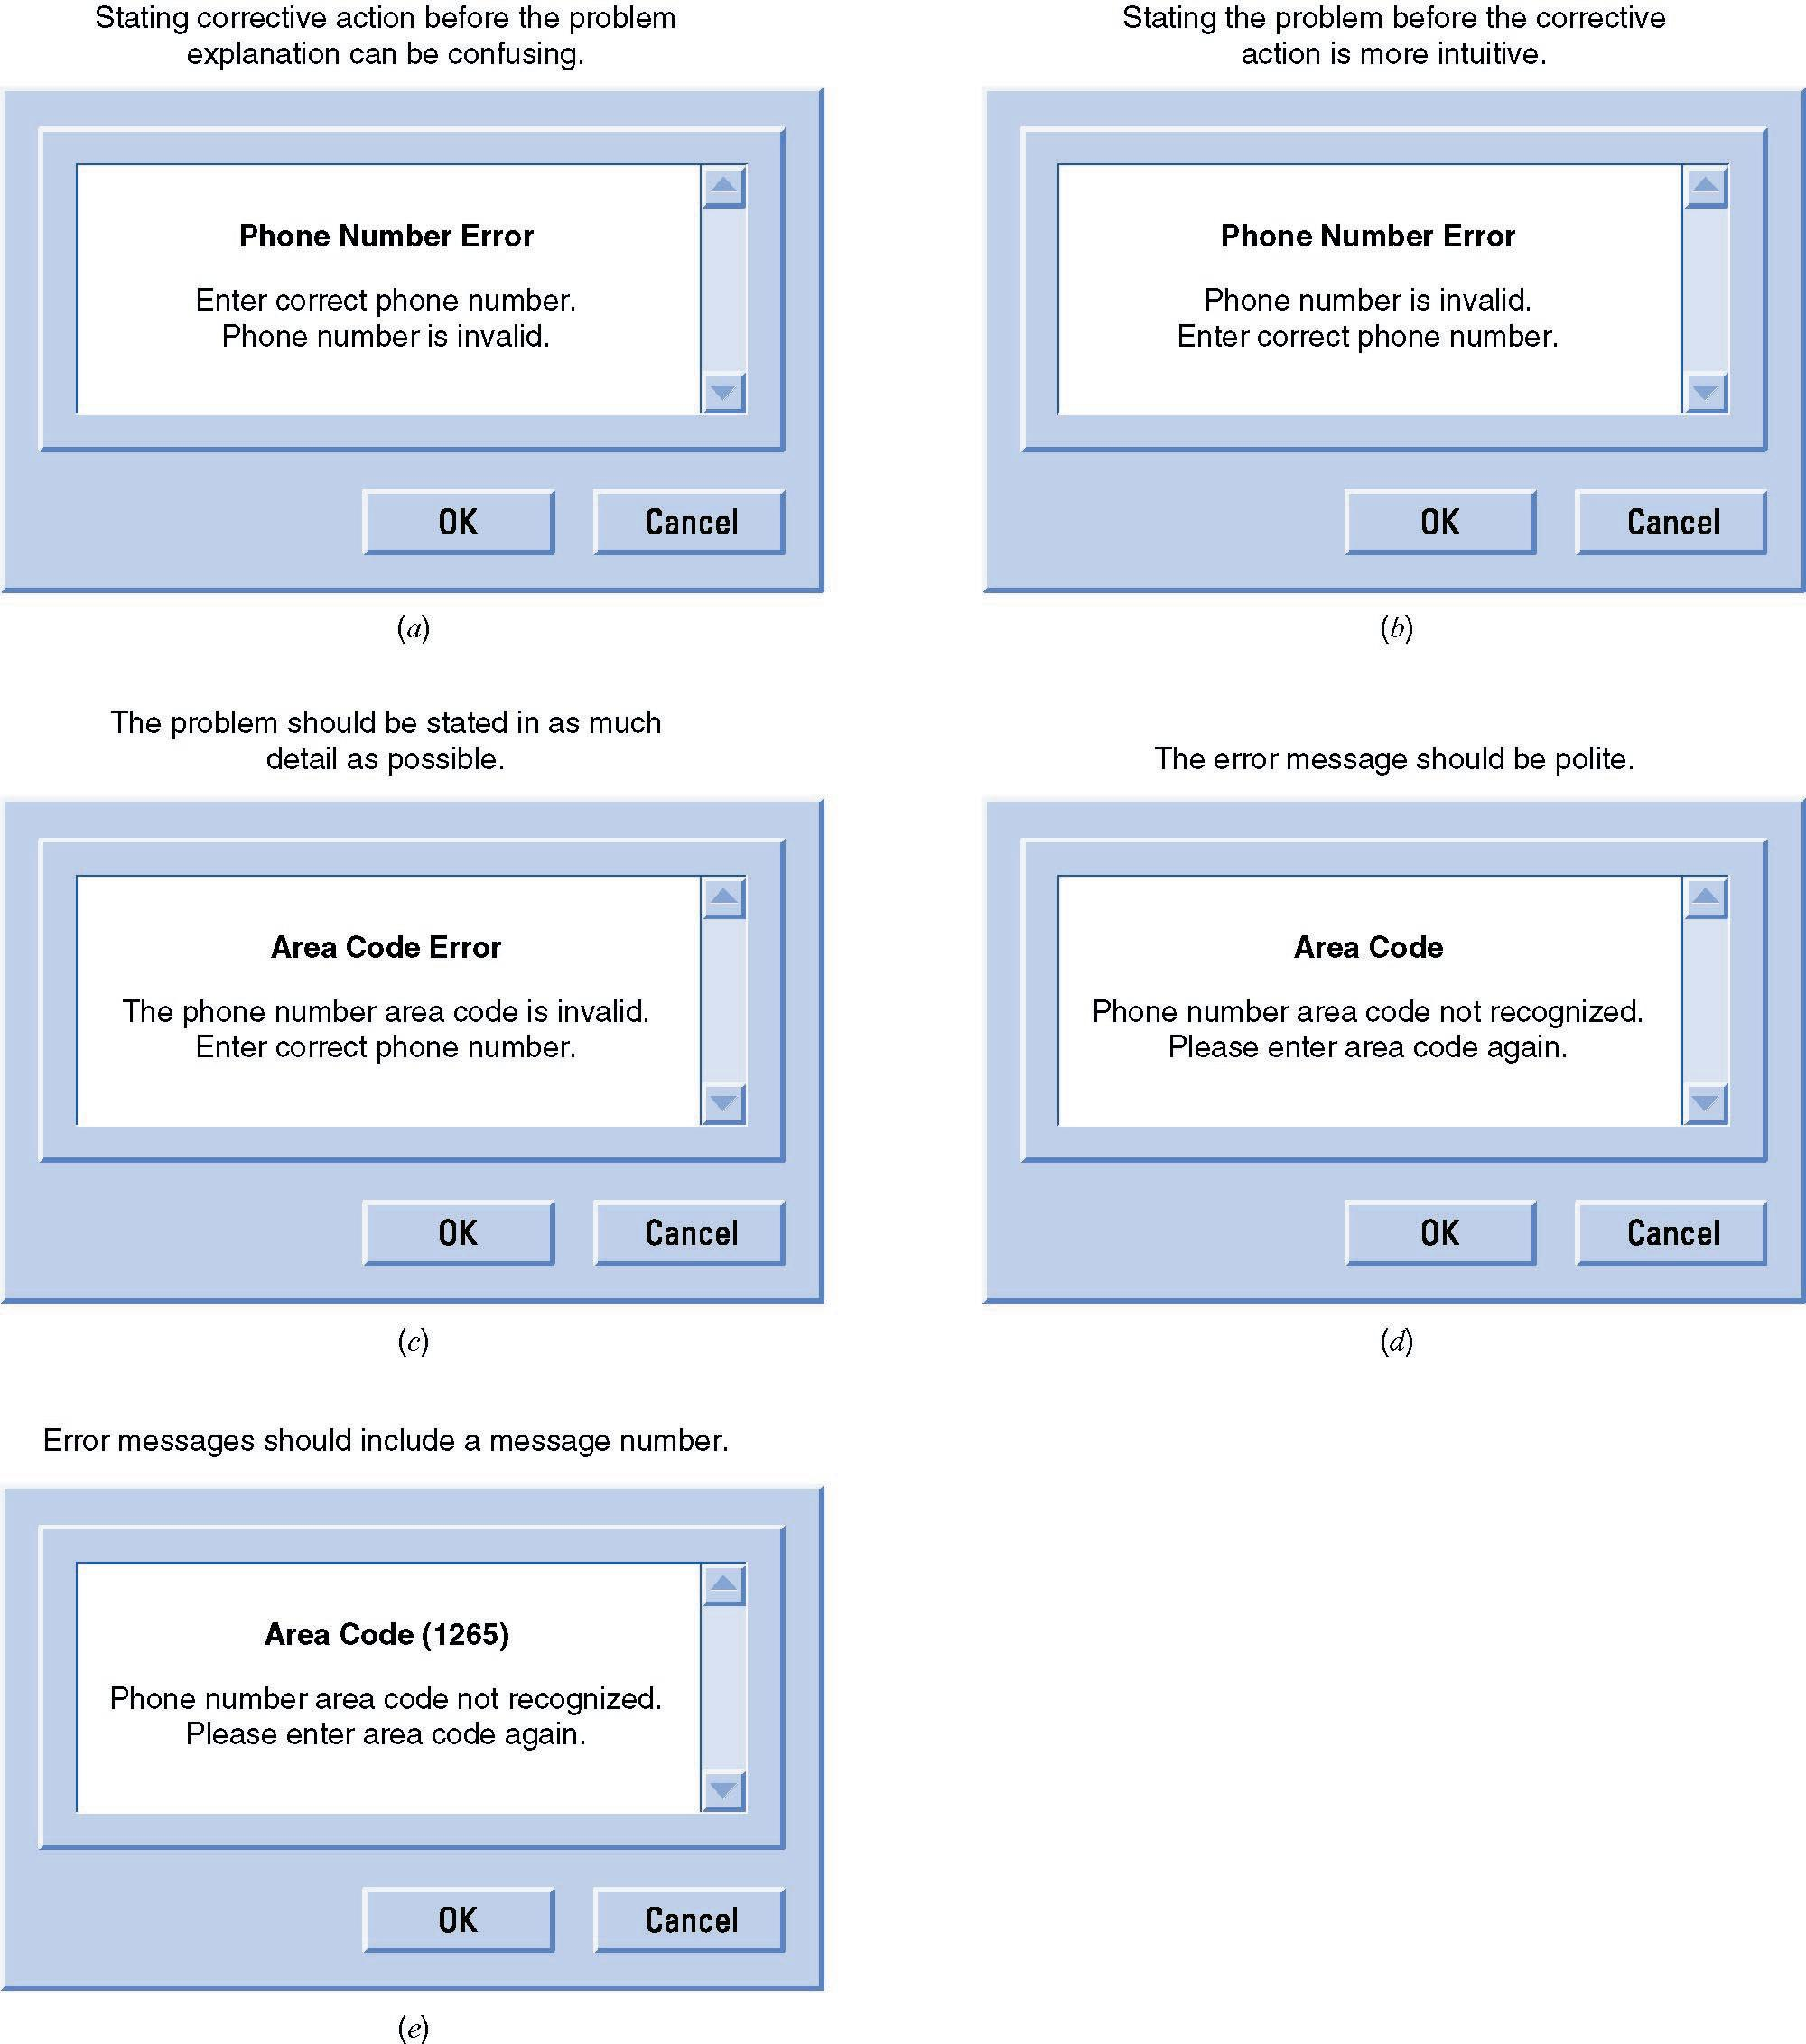 Stating corrective action before the problem
explanation can be confusing.
Phone Number Error
Enter correct phone number.
Phone number is invalid.
OK
Cancel
(a)
Stating the problem before the corrective
action is more intuitive.
Phone Number Error
Phone number is invalid.
Enter correct phone number.
OK
Cancel
(b)
The problem should be stated in as much
detail as possible.
Area Code Error
The phone number area code is invalid.
Enter correct phone number.
OK
Cancel
(c)
The error message should be polite.
Area Code
Phone number area code not recognized.
Please enter area code again.
OK
Cancel
(d)
Error messages should include a message number.
Area Code (1265)
Phone number area code not recognized.
Please enter area code again.
OK
Cancel
(e)